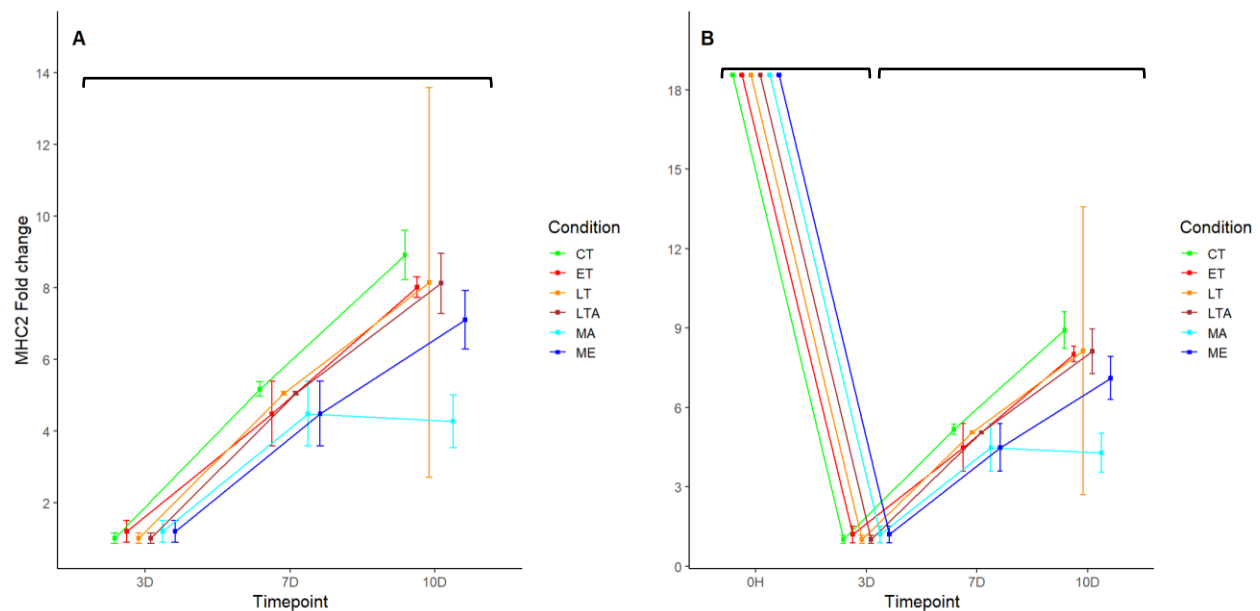 A
14
12
10
8
6
4
2
MHC2 Fold change
3D 7D 10D
Timepoint
Condition
CT
ET
LT
LTA
MA
ME
B
18
15
12
9
6
3
0
0H 3D 7D 10D
Timepoint
Condition
CT
ET
LT
LTA
MA
ME